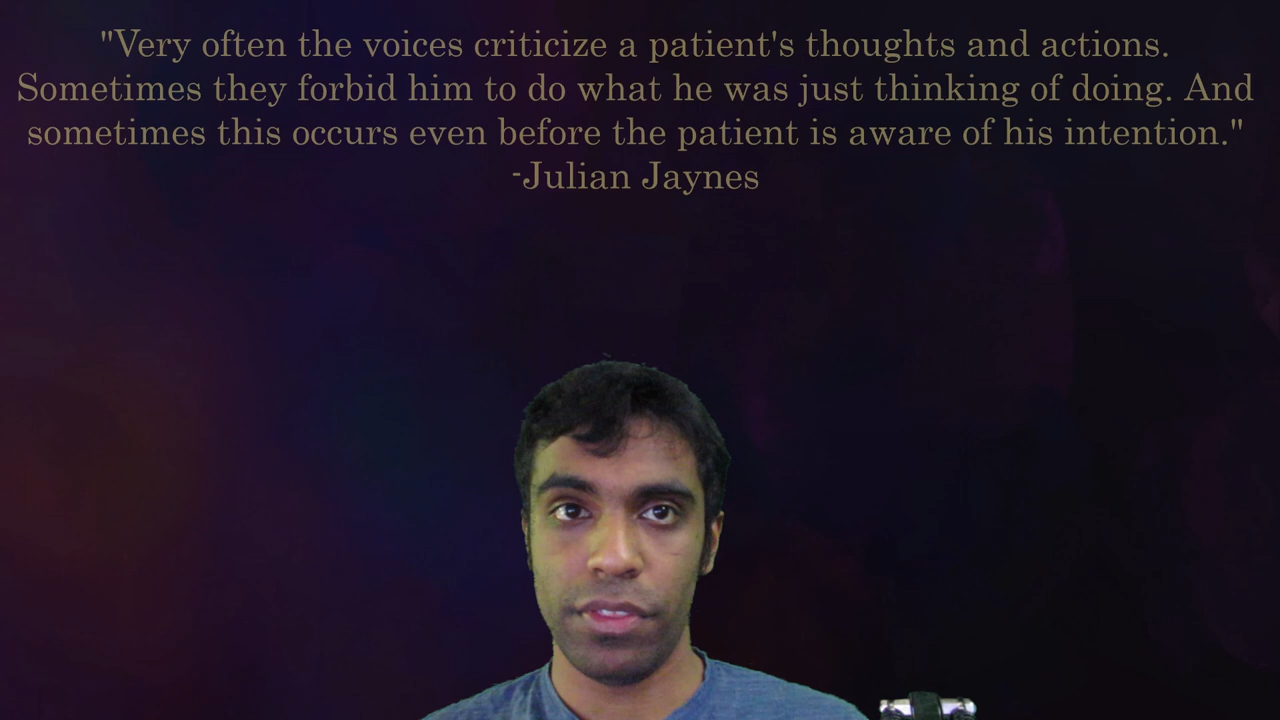 "Very often the voices criticize a patient's thoughts and actions.
Sometimes they forbid him to do what he was just thinking of doing. And
sometimes this occurs even before the patient is aware of his intention."
-Julian Jaynes